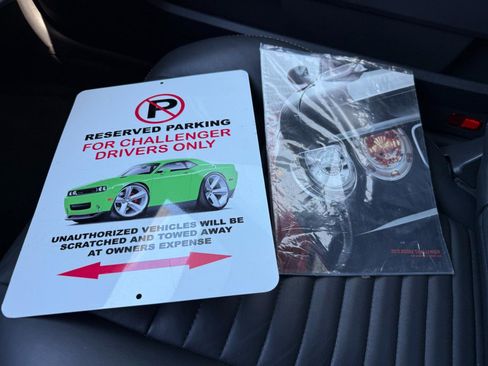 P
RESERVED PARKING
FOR CHALLENGER
DRIVERS ONLY
UNAUTHORIZED VEHICLES WILL BE
SCRATCHED AND TOWED AWAY
AT OWNERS EXPENSE